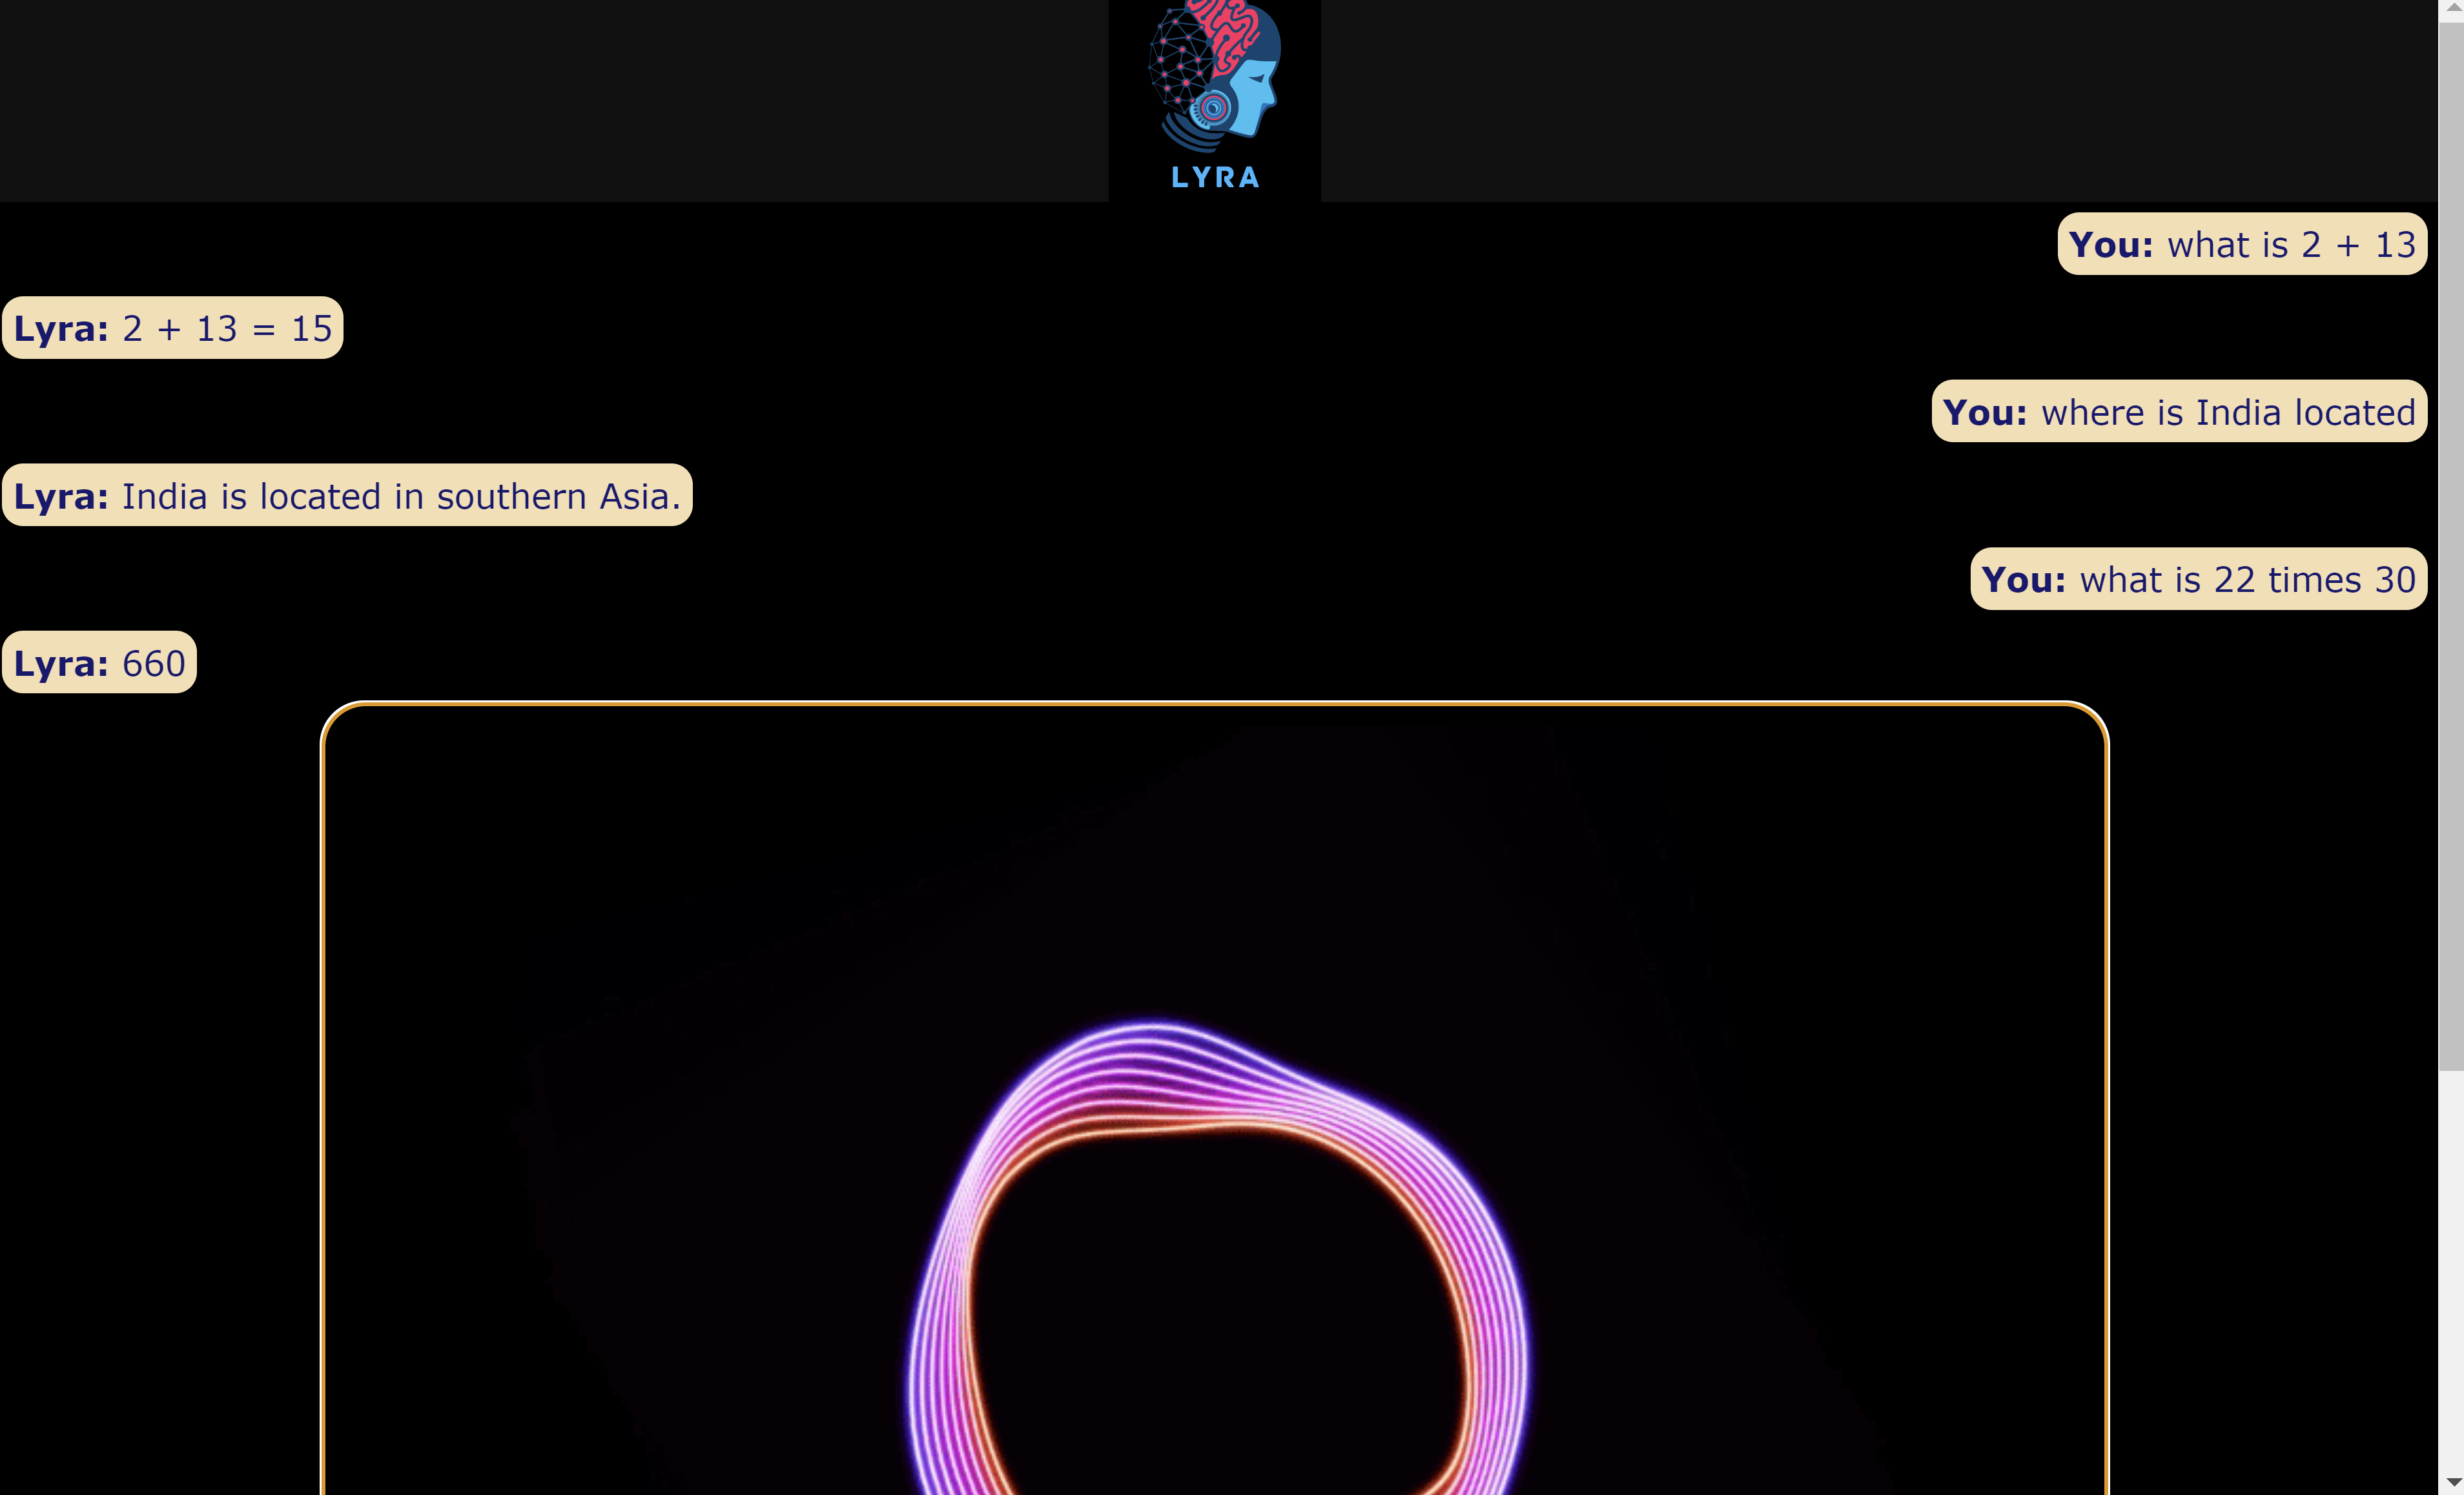 LYRA
You: what is 2 + 13
Lyra: 2 + 13 = 15
You: where is India located
Lyra: India is located in southern Asia.
You: what is 22 times 30
Lyra: 660